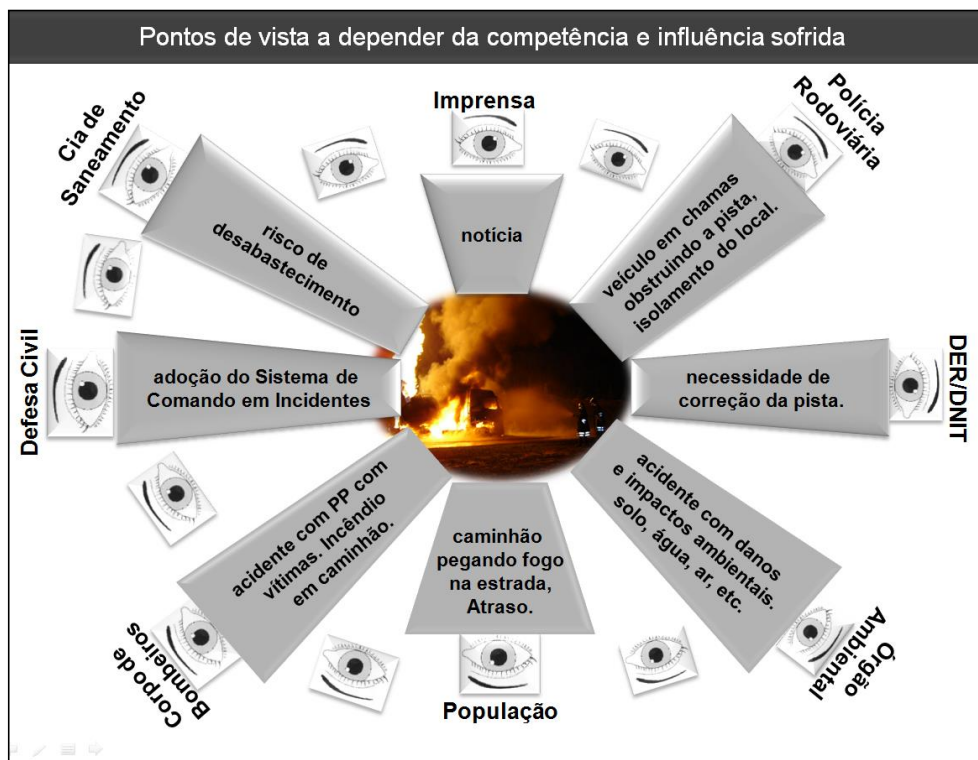 Pontos de vista a depender da competência e influência sofrida
Imprensa
notícia
Polícia
Rodoviária
veículo em chamas
obstruindo a pista,
isolamento do local.
DER/DNIT
necessidade de
correção da pista.
Órgão
Ambiental
acidente com danos
e impactos ambientais.
solo, água, ar, etc.
População
caminhão
pegando fogo
na estrada,
Atraso.
Corpo de
Bombeiros
acidente com PP com
vítimas. Incêndio
em caminhão.
Defesa Civil
adoção do Sistema de
Comando em Incidentes
Cia de
Saneamento
risco de
desabastecimento